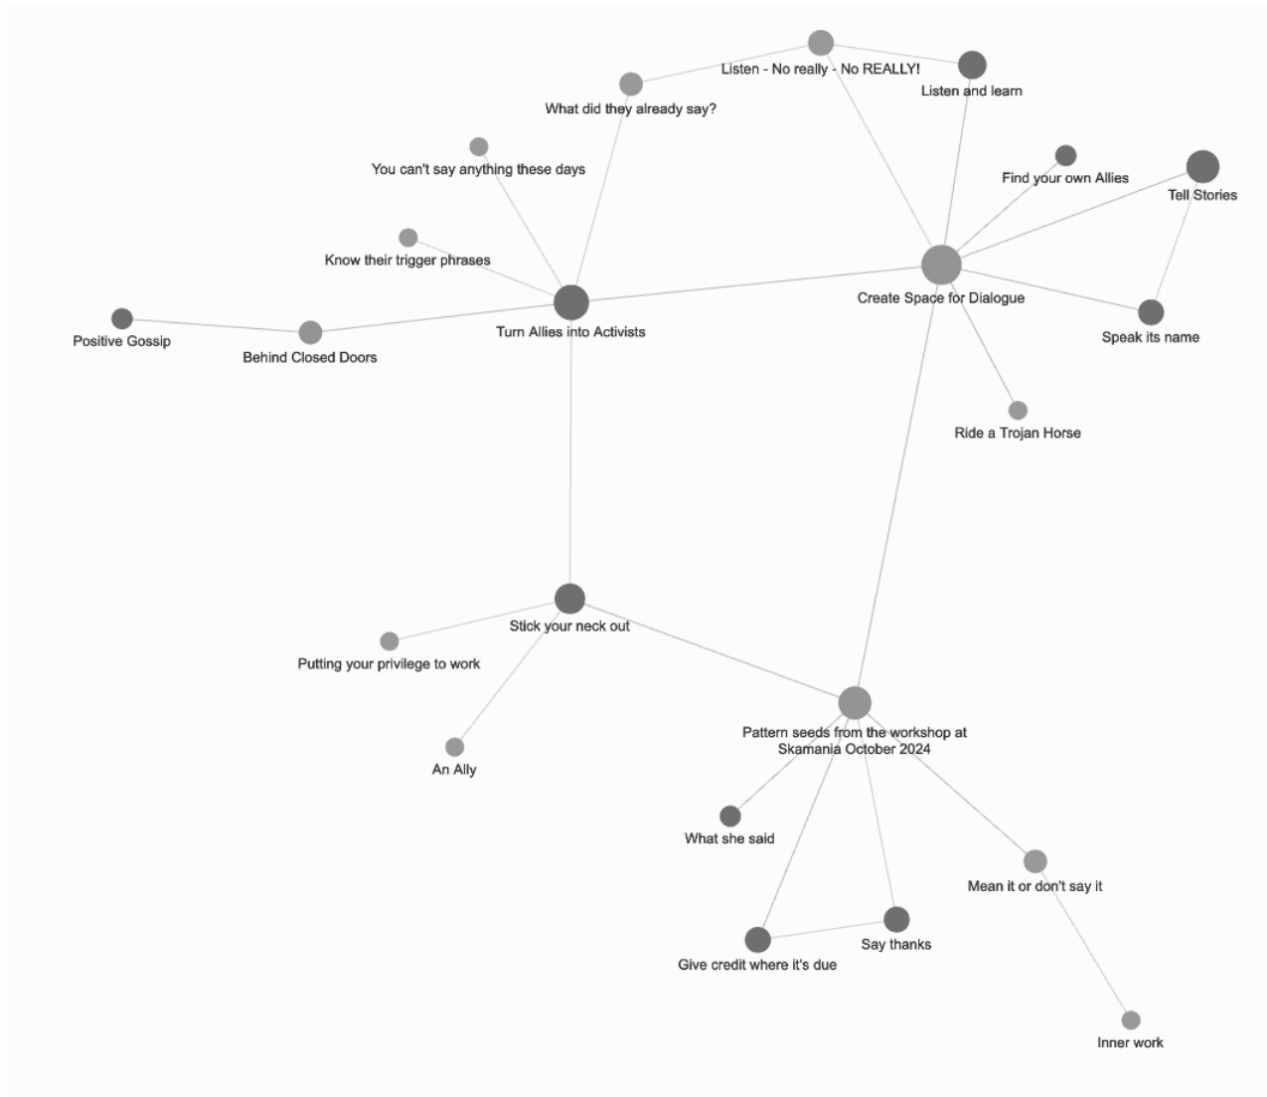 Listen - No really - No REALLY!
Listen and learn
What did they already say?
You can't say anything these days
Find your own Allies
Tell Stories
Know their trigger phrases
Create Space for Dialogue
Turn Allies into Activists
Speak its name
Positive Gossip
Behind Closed Doors
Ride a Trojan Horse
Stick your neck out
Putting your privilege to work
Pattern seeds from the workshop at
Skamania October 2024
An Ally
What she said
Mean it or don't say it
Say thanks
Give credit where it's due
Inner work